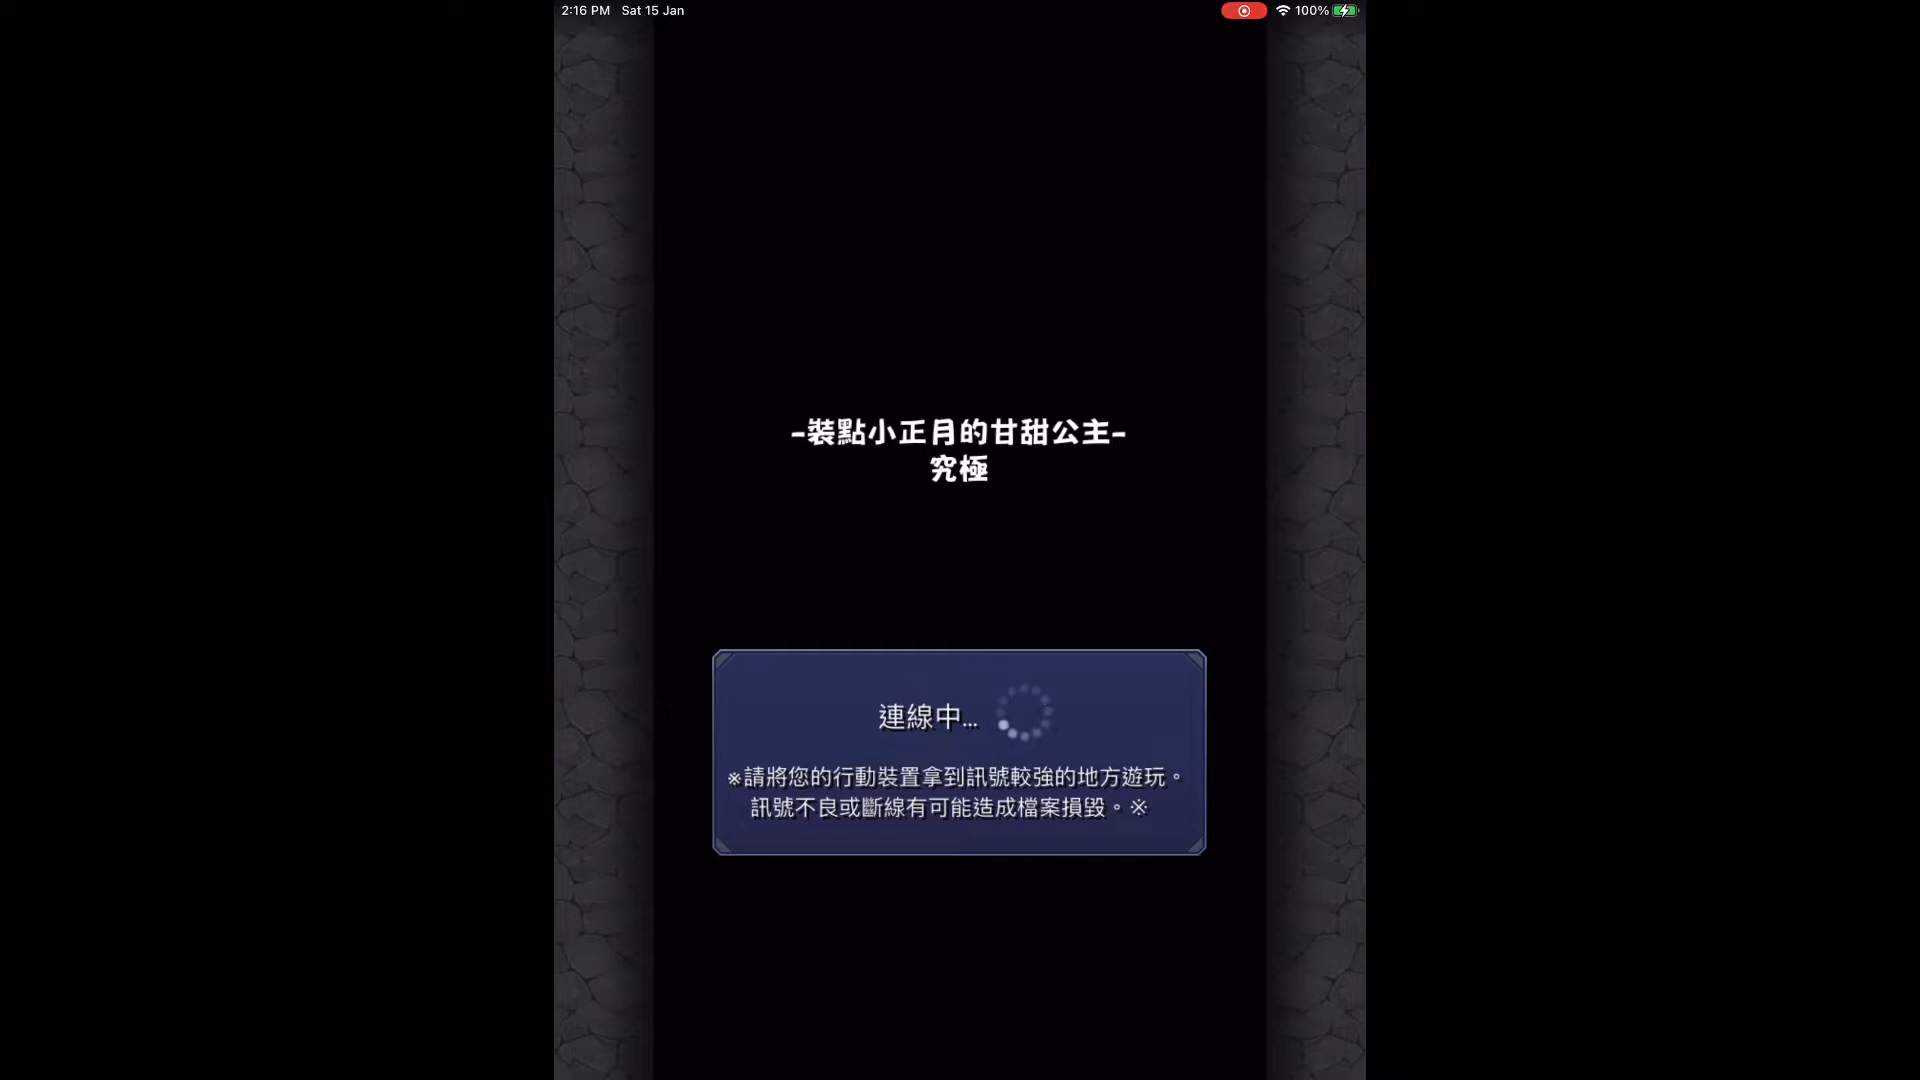 2:16 PM Sat 15 Jan 100%
-裝點小正月的甘甜公主-
究極
連線中...
※請將您的行動裝置拿到訊號較強的地方遊玩。
訊號不良或斷線有可能造成檔案損毀。※